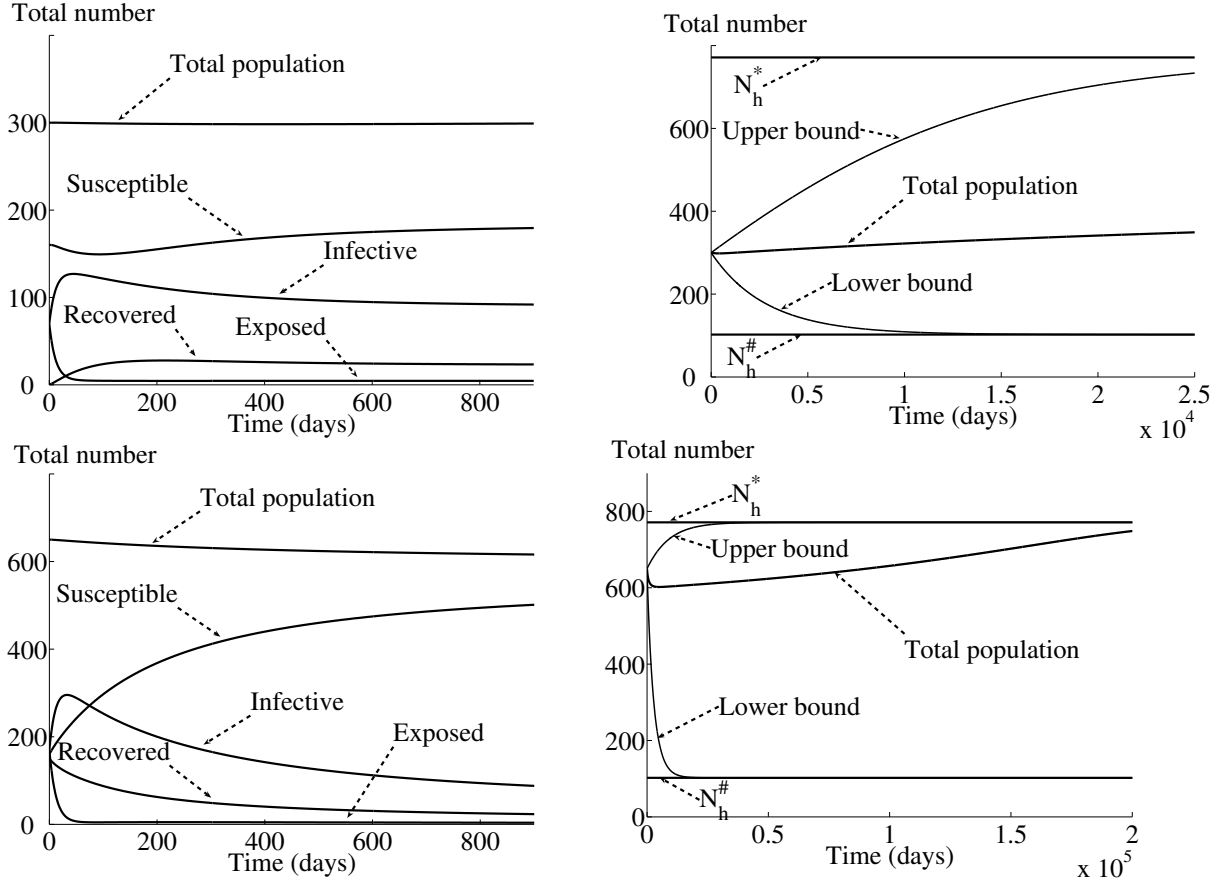 Total number
Total population
300
Susceptible
200
Infective
100
Recovered
Exposed
0
0 200 400 600 800
Time (days)
Total number
N_h^*
600
Upper bound
Total population
400
Lower bound
200
N_h^#
0
0 0.5 1 1.5 2 2.5
Time (days)
x 10^4
Total number
Total population
600
Susceptible
400
Infective
Exposed
200
Recovered
0
0 200 400 600 800
Time (days)
Total number
N_h^*
800
Upper bound
600
Total population
400
Lower bound
200
N_h^#
0
0 0.5 1 1.5 2
Time (days)
x 10^5